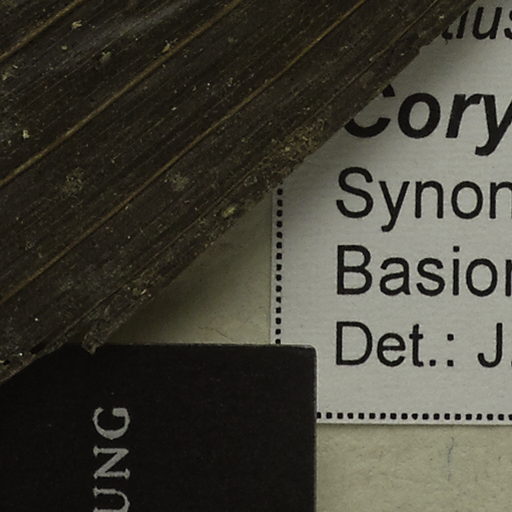 Cory
Synon
Basion
Det.: J.
UNG